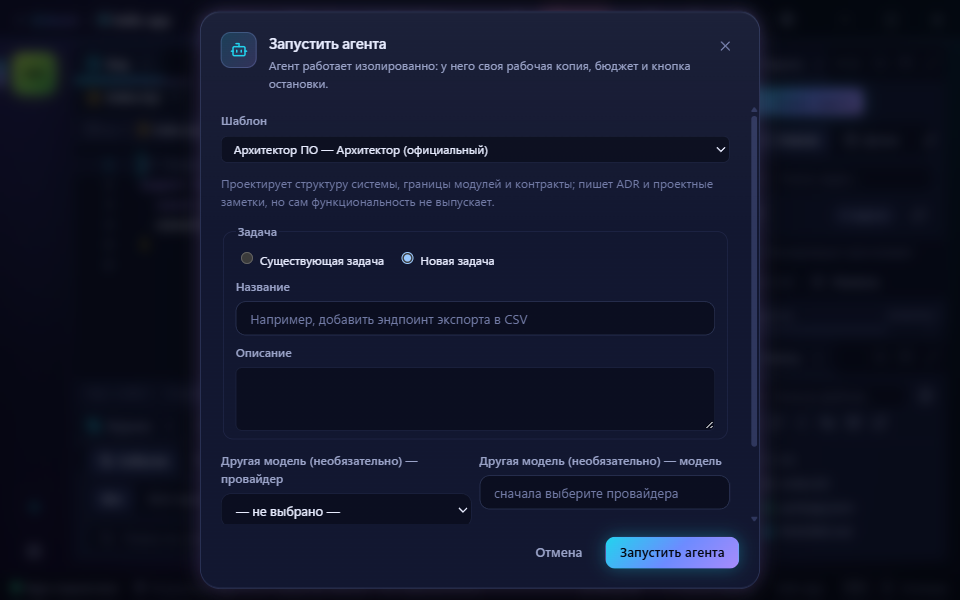 Запустить агента
Агент работает изолированно: у него своя рабочая копия, бюджет и кнопка
остановки.
Шаблон
Архитектор ПО — Архитектор (официальный)
Проектирует структуру системы, границы модулей и контракты; пишет ADR и проектные
заметки, но сам функциональность не выпускает.
Задача
Существующая задача
Новая задача
Название
Например, добавить эндпоинт экспорта в CSV
Описание
Другая модель (необязательно) —
провайдер
— не выбрано —
Другая модель (необязательно) — модель
сначала выберите провайдера
Отмена
Запустить агента